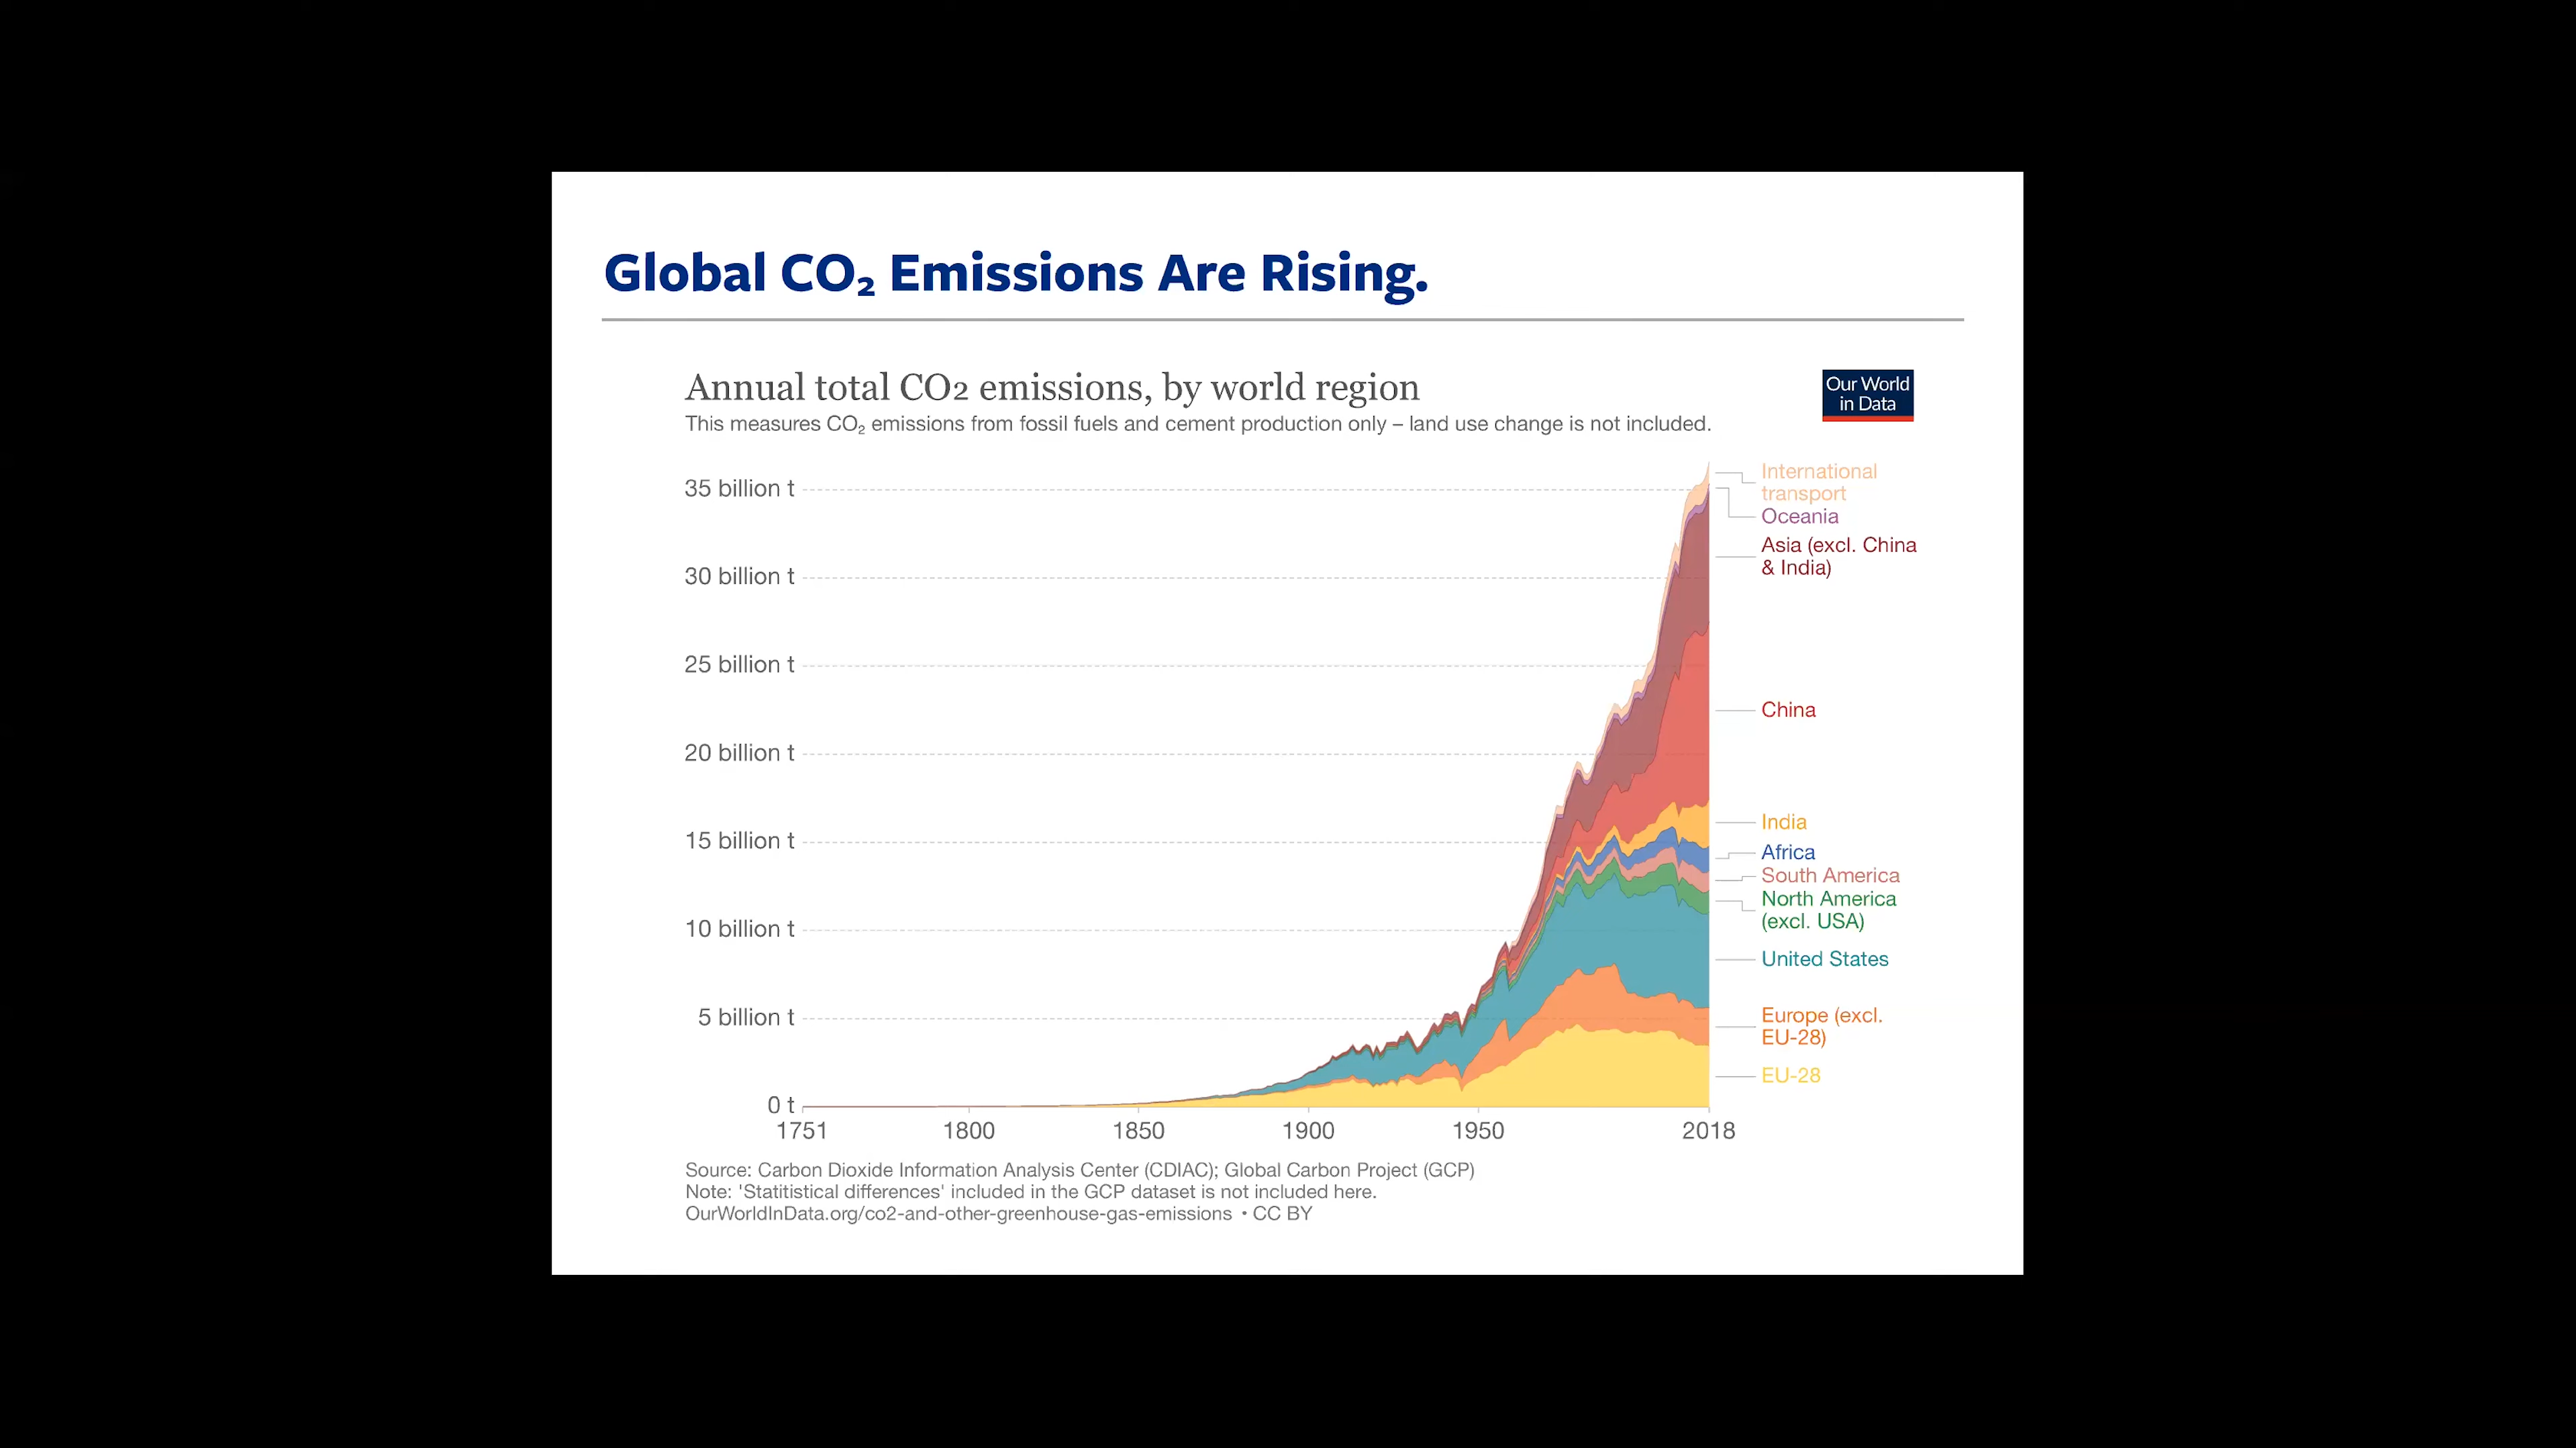 Global CO₂ Emissions Are Rising.
Annual total CO2 emissions, by world region
This measures CO₂ emissions from fossil fuels and cement production only – land use change is not included.
Our World
in Data
35 billion t
30 billion t
25 billion t
20 billion t
15 billion t
10 billion t
5 billion t
0 t
1751
1800
1850
1900
1950
2018
International
transport
Oceania
Asia (excl. China
& India)
China
India
Africa
South America
North America
(excl. USA)
United States
Europe (excl.
EU-28)
EU-28
Source: Carbon Dioxide Information Analysis Center (CDIAC); Global Carbon Project (GCP)
Note: 'Statitistical differences' included in the GCP dataset is not included here.
OurWorldInData.org/co2-and-other-greenhouse-gas-emissions • CC BY